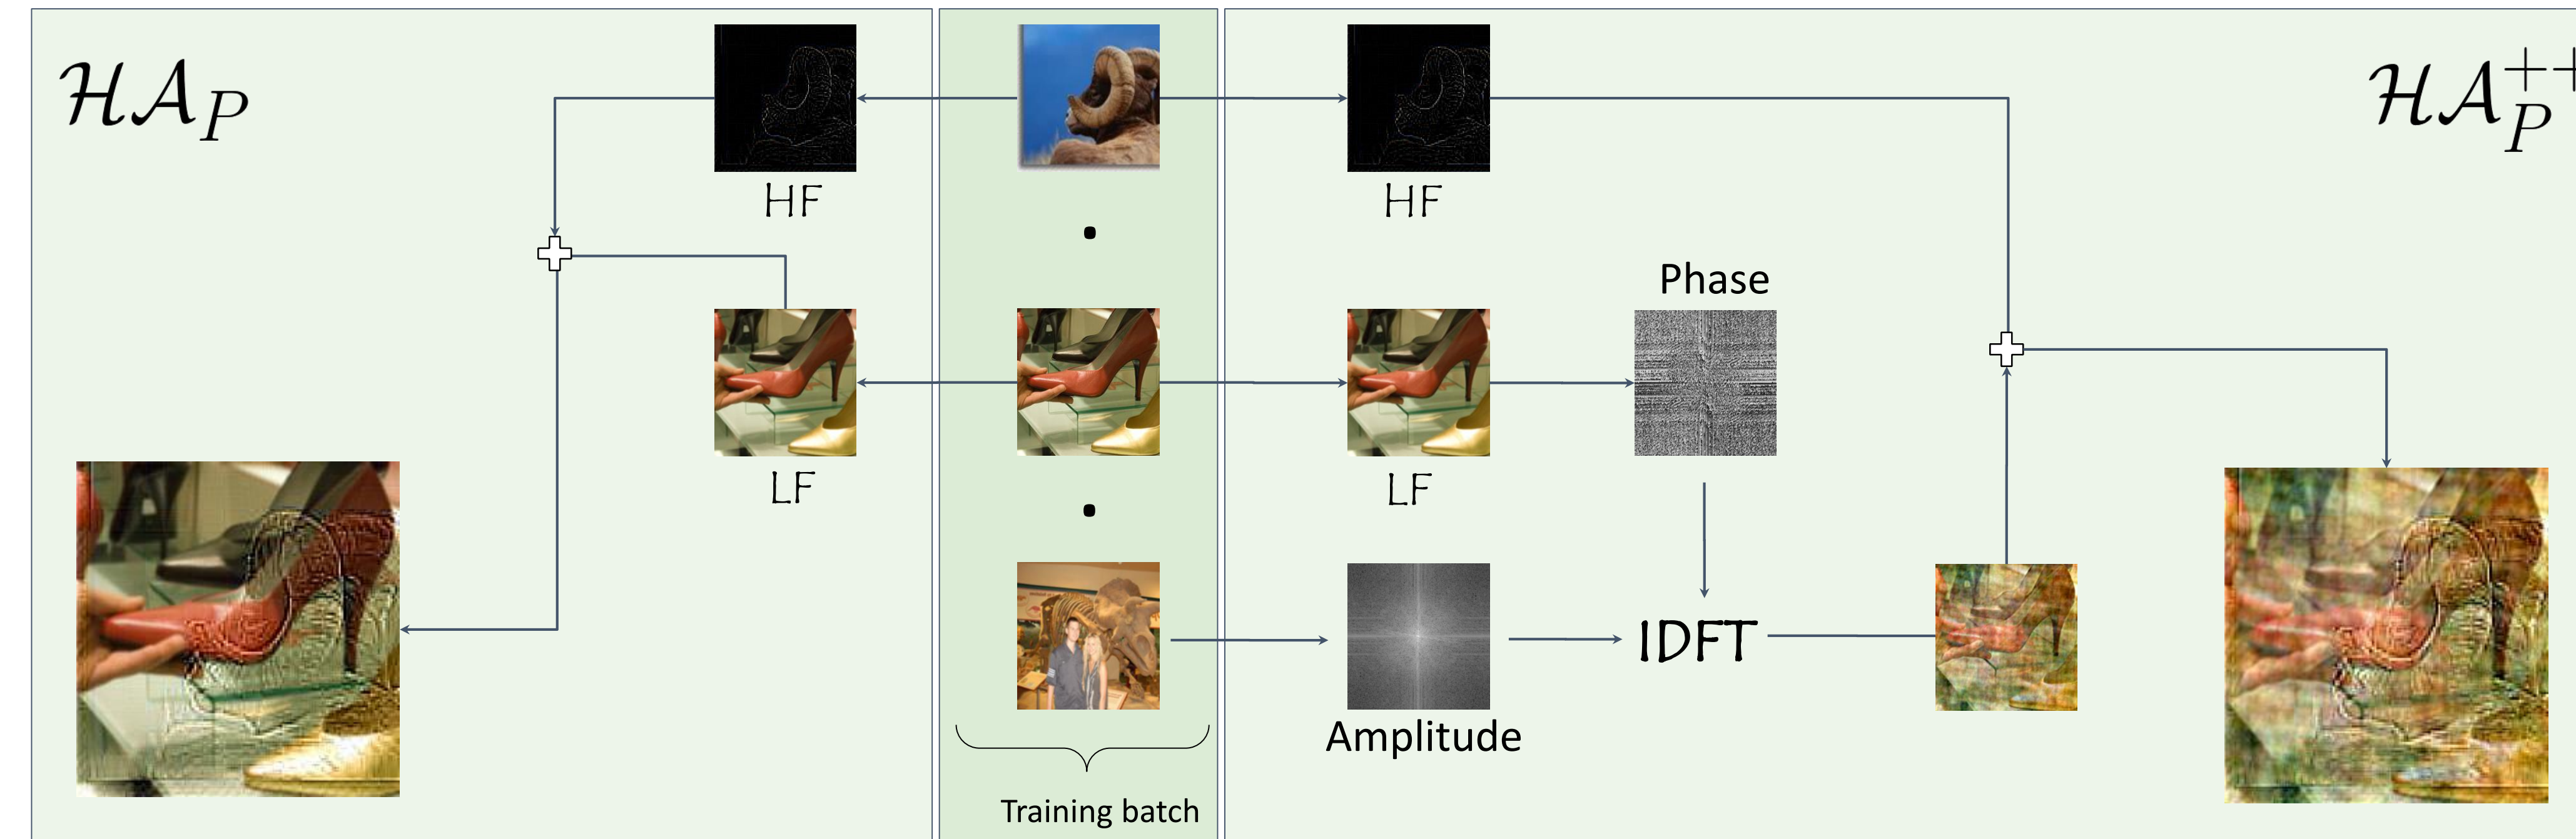 HA_P
HF
LF
Training batch
HF
LF
Phase
Amplitude
IDFT
HA_P^++